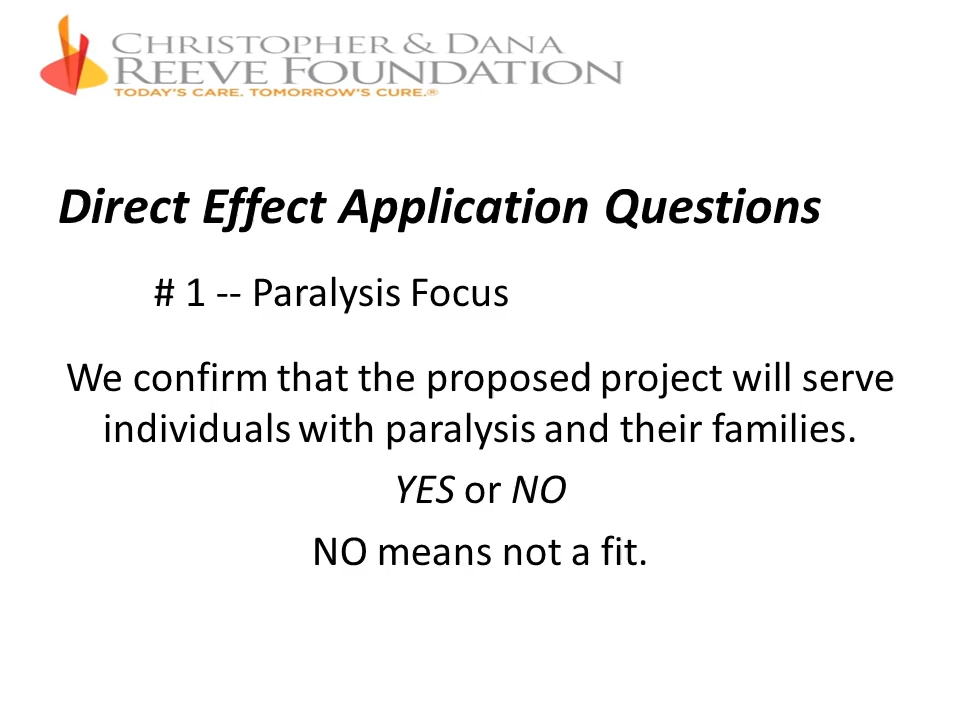 CHRISTOPHER & DANA
REEVE FOUNDATION
TODAY'S CARE. TOMORROW'S CURE.®
Direct Effect Application Questions
# 1 -- Paralysis Focus
We confirm that the proposed project will serve
individuals with paralysis and their families.
YES or NO
NO means not a fit.